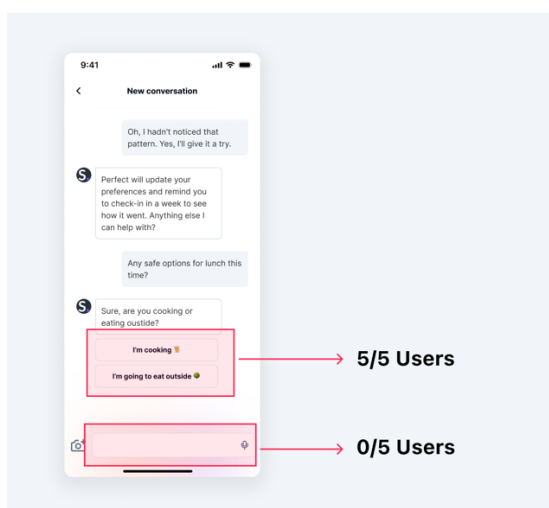 9:41
New conversation
Oh, I hadn't noticed that
pattern. Yes, I'll give it a try.
S
Perfect will update your
preferences and remind you
to check-in in a week to see
how it went. Anything else I
can help with?
Any safe options for lunch this
time?
S
Sure, are you cooking or
eating oustide?
I'm cooking
I'm going to eat outside
5/5 Users
0/5 Users